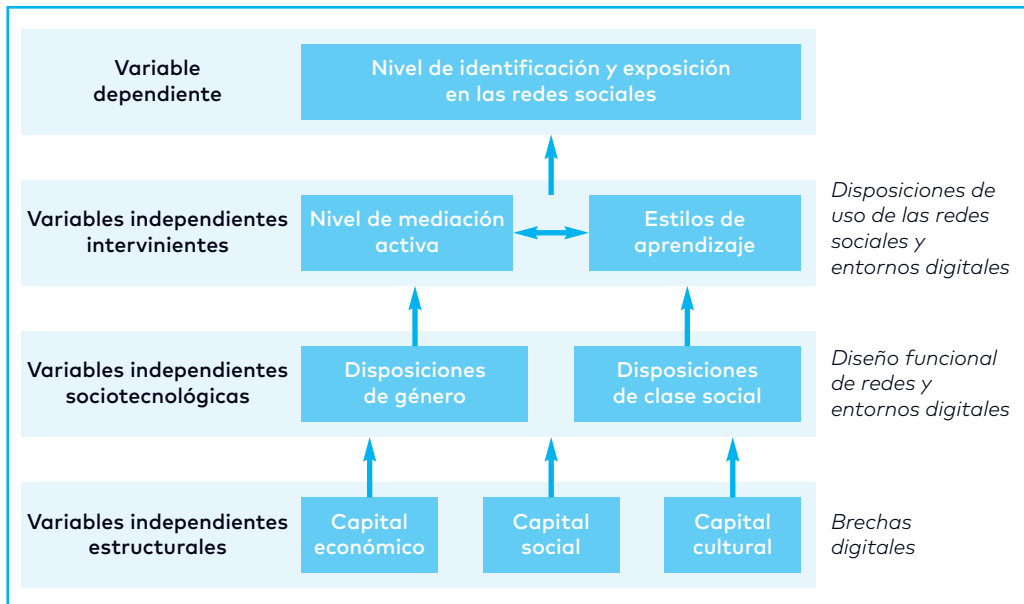 Variable
dependiente
Nivel de identificación y exposición
en las redes sociales
Variables independientes
intervinientes
Nivel de mediación
activa
Estilos de
aprendizaje
Disposiciones de
uso de las redes
sociales y
entornos digitales
Variables independientes
sociotecnológicas
Disposiciones
de género
Disposiciones
de clase social
Diseño funcional
de redes y
entornos digitales
Variables independientes
estructurales
Capital
económico
Capital
social
Capital
cultural
Brechas
digitales